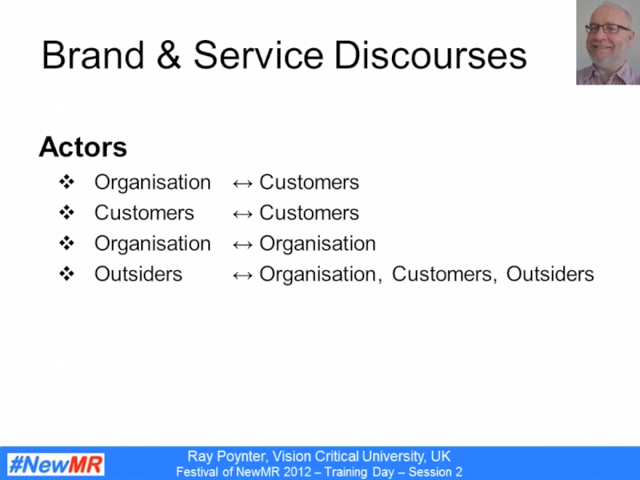 Brand & Service Discourses
Actors
❖ Organisation ↔ Customers
❖ Customers ↔ Customers
❖ Organisation ↔ Organisation
❖ Outsiders ↔ Organisation, Customers, Outsiders
#NewMR
Ray Poynter, Vision Critical University, UK
Festival of NewMR 2012 – Training Day – Session 2